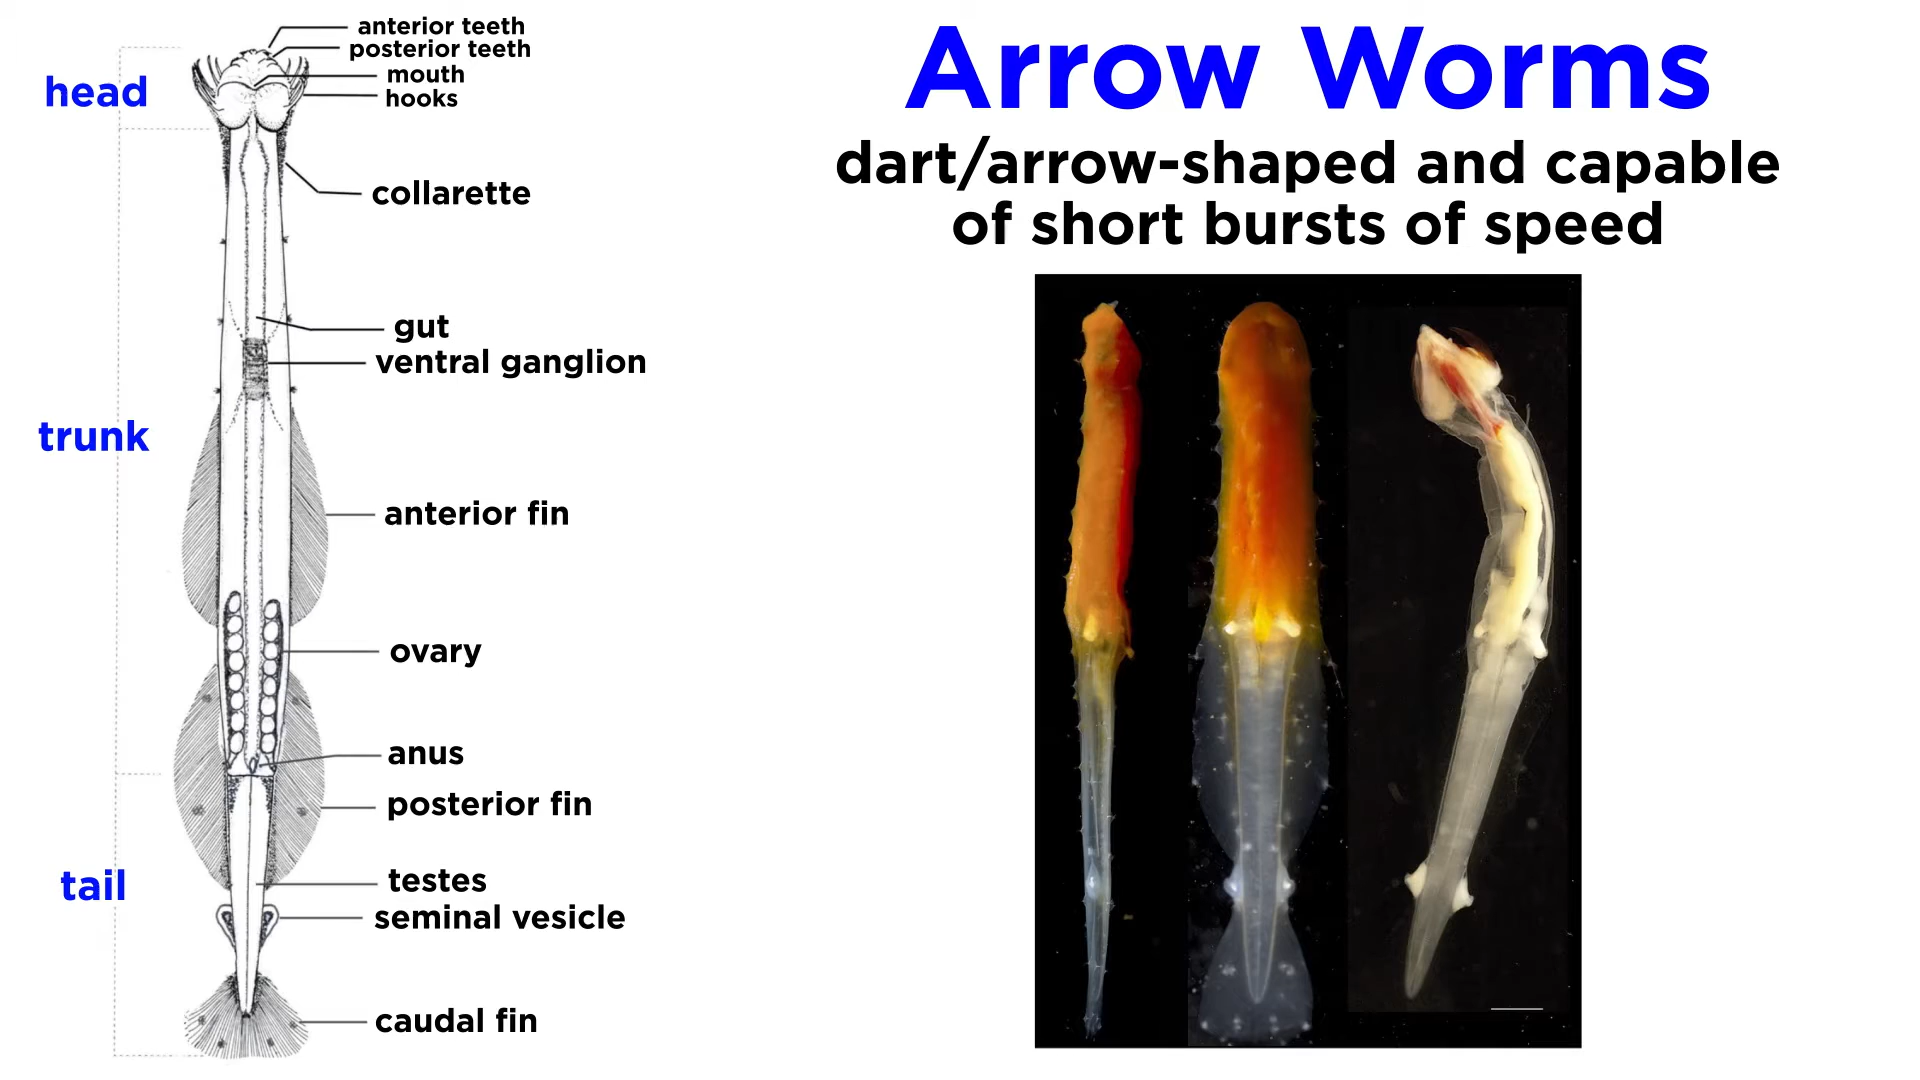 Arrow Worms
dart/arrow-shaped and capable
of short bursts of speed
head
trunk
tail
anterior teeth
posterior teeth
mouth
hooks
collarette
gut
ventral ganglion
anterior fin
ovary
anus
posterior fin
testes
seminal vesicle
caudal fin